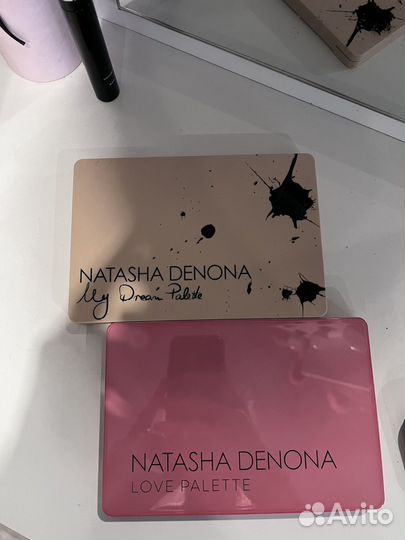 NATASHA DENONA
My Dream Palette
NATASHA DENONA
LOVE PALETTE
Avito